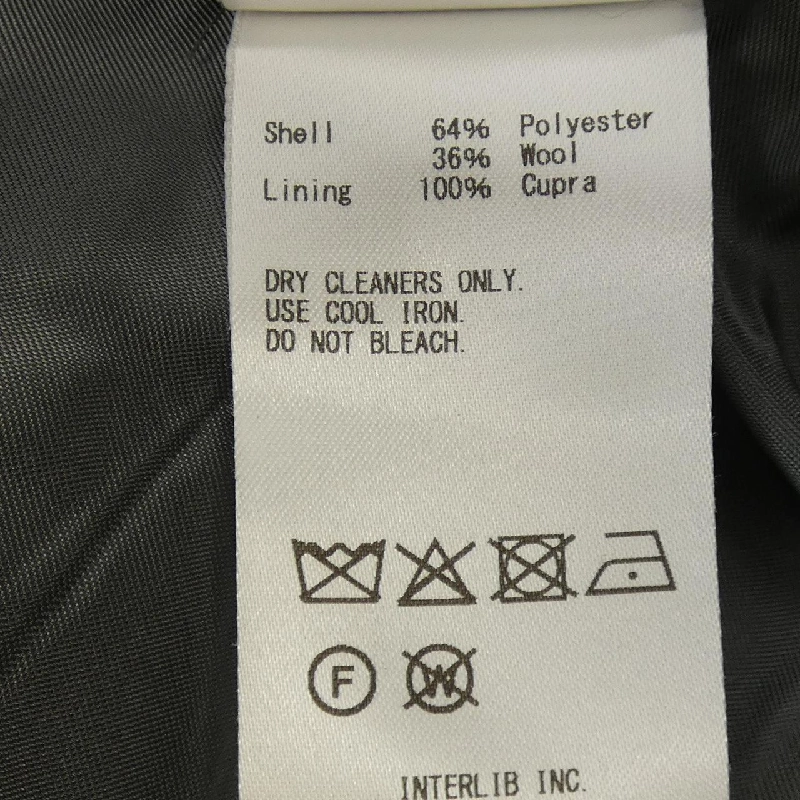 Shell 64% Polyester
36% Wool
Lining 100% Cupra
DRY CLEANERS ONLY.
USE COOL IRON.
DO NOT BLEACH.
F W
INTERLIB INC.